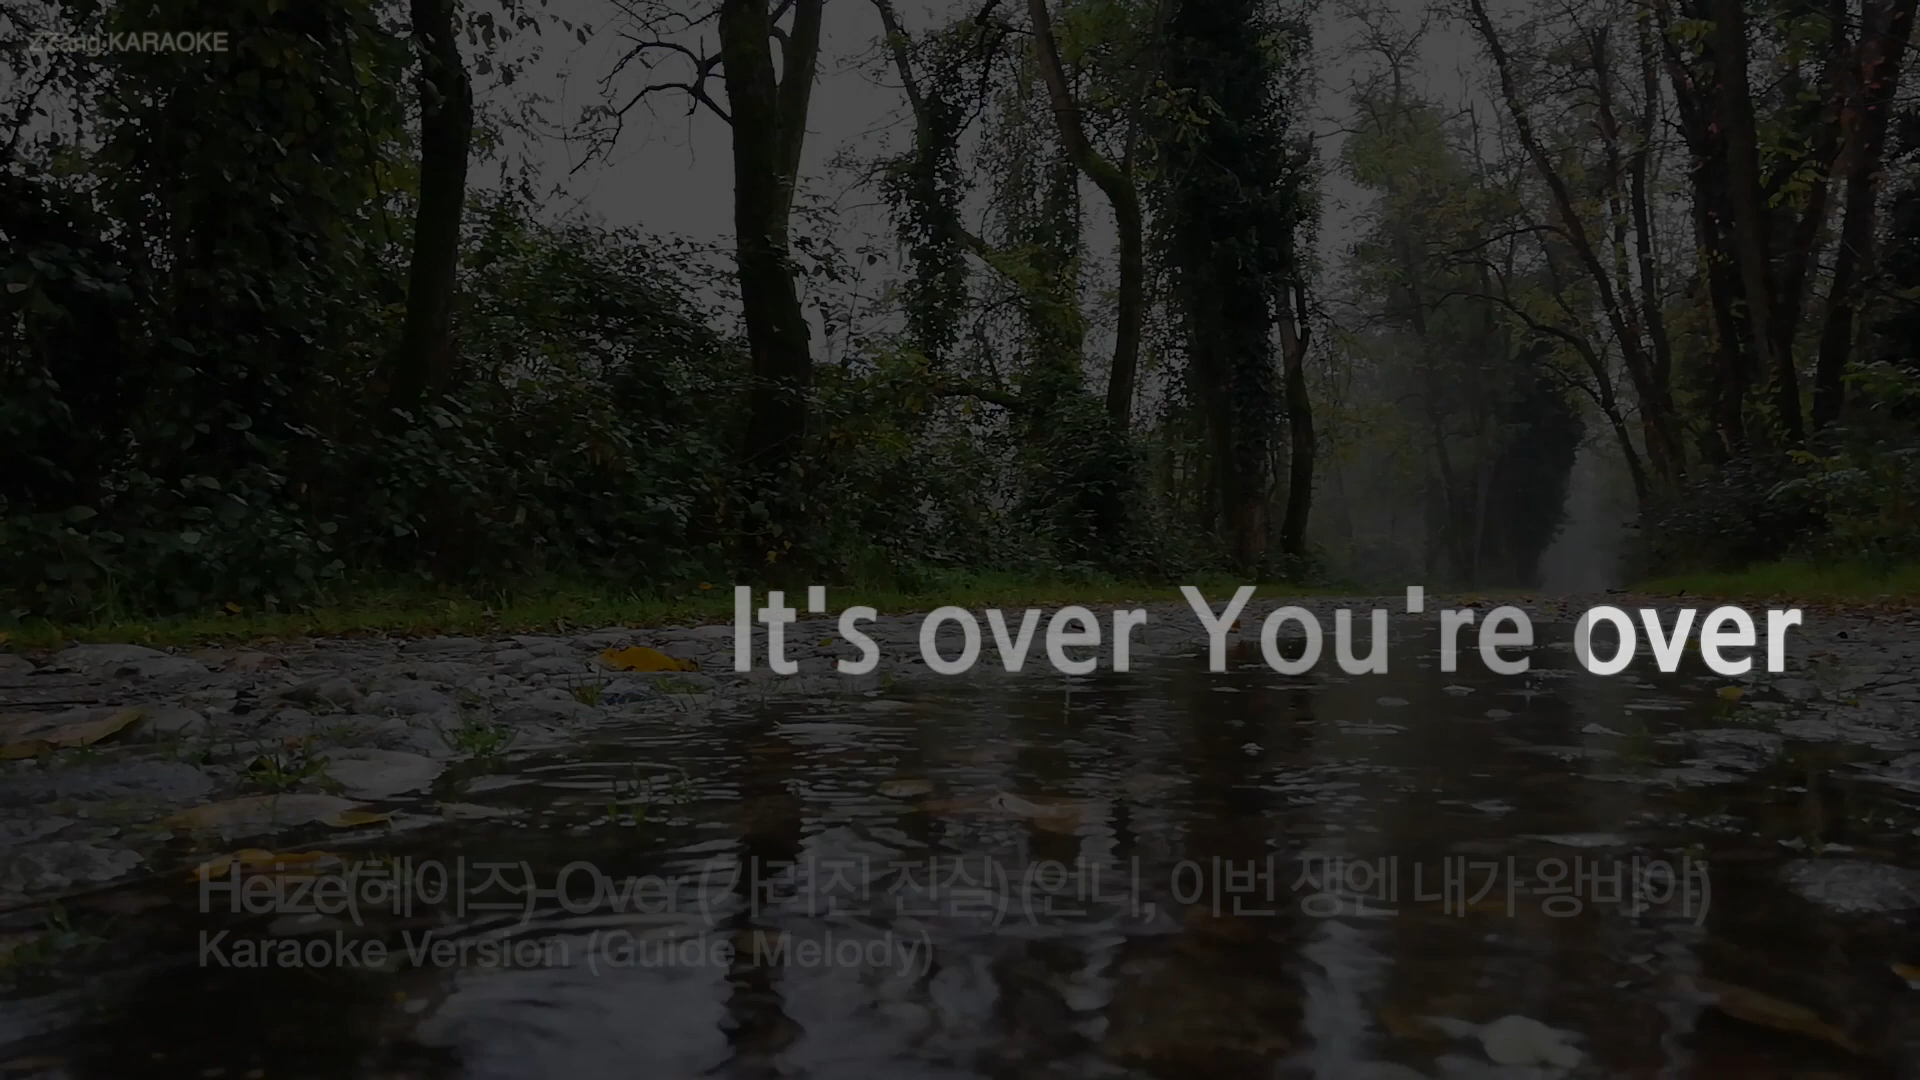 ZZang KARAOKE
It's over You're over
Heize(헤이즈)-Over (가려진 진실) (언니, 이번 생엔 내가 왕비야)
Karaoke Version (Guide Melody)